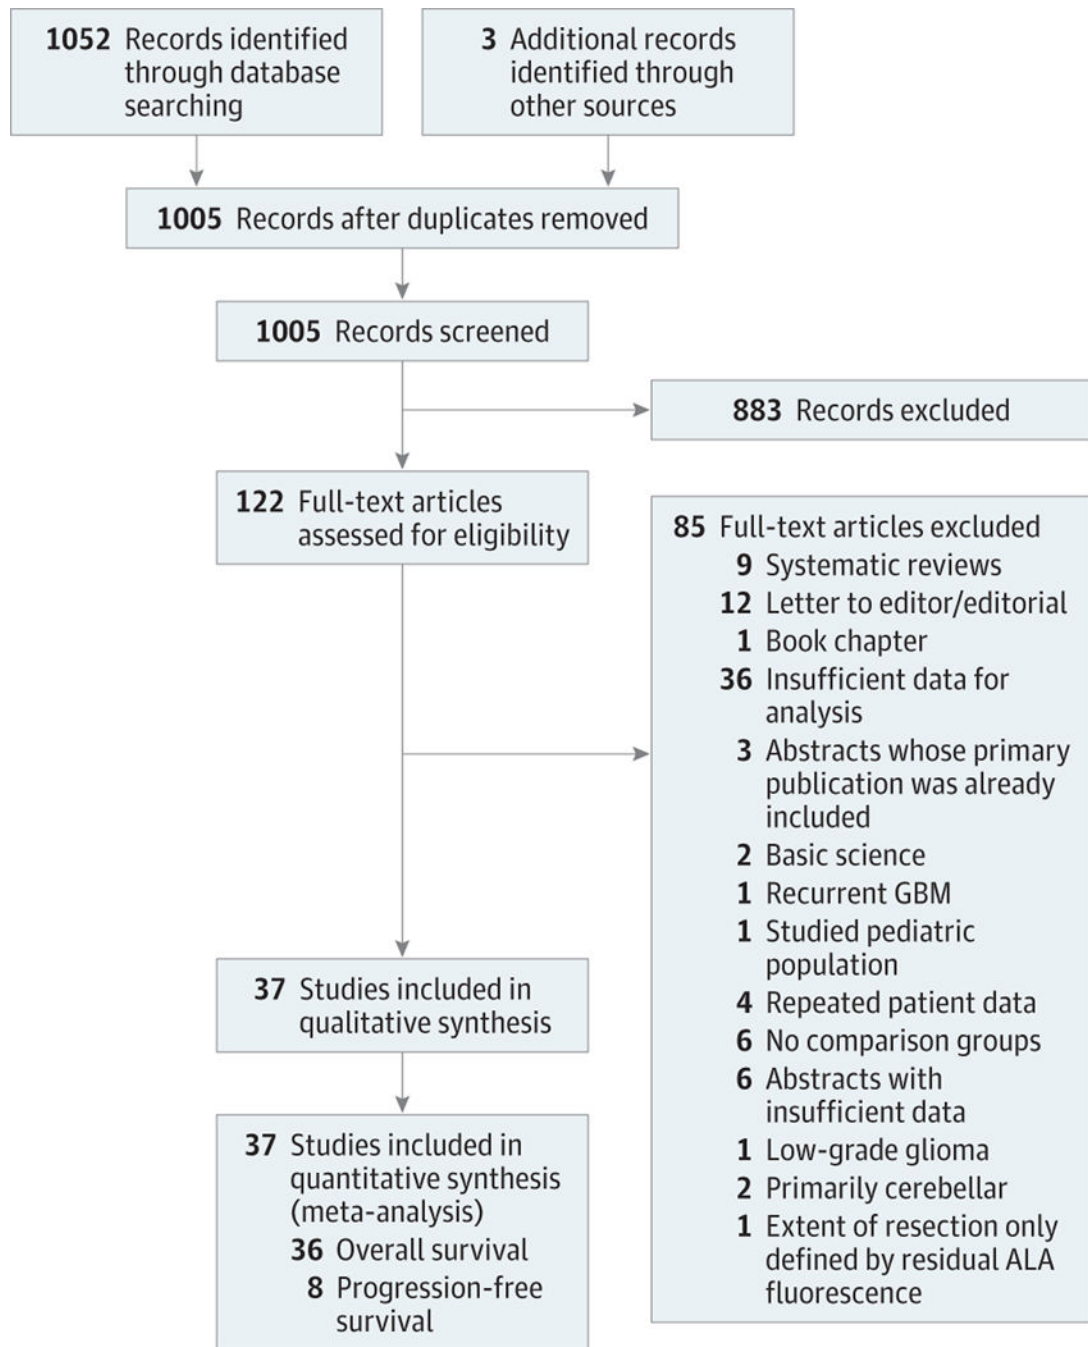 1052 Records identified
through database
searching
3 Additional records
identified through
other sources
1005 Records after duplicates removed
1005 Records screened
883 Records excluded
122 Full-text articles
assessed for eligibility
85 Full-text articles excluded
9 Systematic reviews
12 Letter to editor/editorial
1 Book chapter
36 Insufficient data for
analysis
3 Abstracts whose primary
publication was already
included
2 Basic science
1 Recurrent GBM
1 Studied pediatric
population
4 Repeated patient data
6 No comparison groups
6 Abstracts with
insufficient data
1 Low-grade glioma
2 Primarily cerebellar
1 Extent of resection only
defined by residual ALA
fluorescence
37 Studies included in
qualitative synthesis
37 Studies included in
quantitative synthesis
(meta-analysis)
36 Overall survival
8 Progression-free
survival